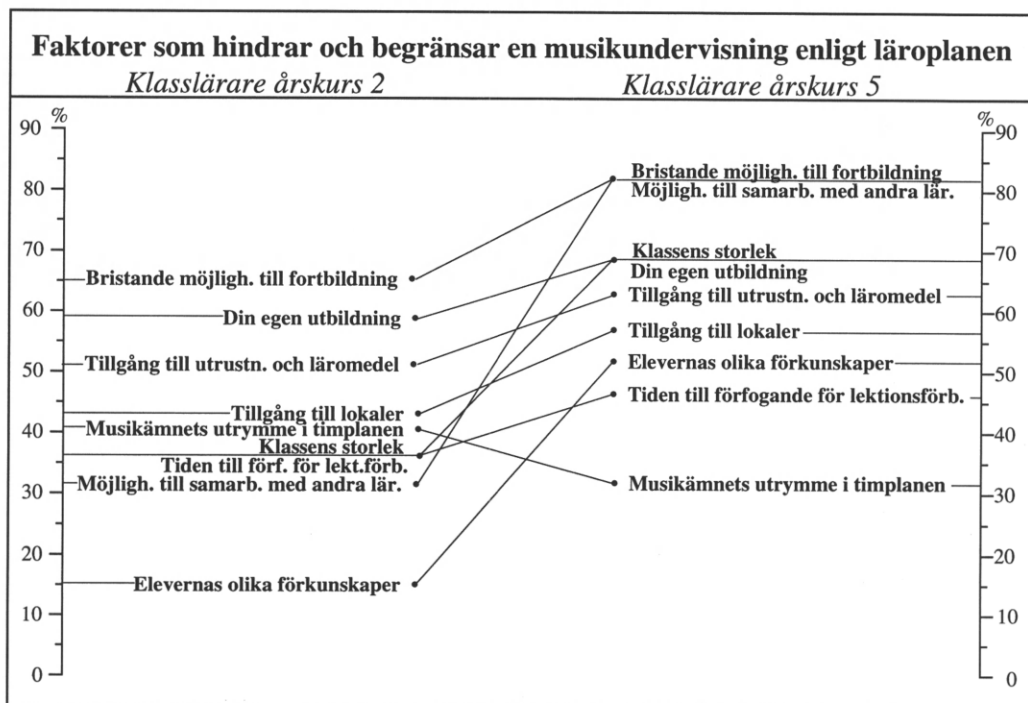 Faktorer som hindrar och begränsar en musikundervisning enligt läroplanen
Klasslärare årskurs 2
Klasslärare årskurs 5
%
90
80
70
60
50
40
30
20
10
0
Bristande möjligh. till fortbildning
Din egen utbildning
Tillgång till utrustn. och läromedel
Tillgång till lokaler
Musikämnets utrymme i timplanen
Klassens storlek
Tiden till förf. för lekt.förb.
Möjligh. till samarb. med andra lär.
Elevernas olika förkunskaper
Bristande möjligh. till fortbildning
Möjligh. till samarb. med andra lär.
Klassens storlek
Din egen utbildning
Tillgång till utrustn. och läromedel
Tillgång till lokaler
Elevernas olika förkunskaper
Tiden till förfogande för lektionsförb.
Musikämnets utrymme i timplanen
%
90
80
70
60
50
40
30
20
10
0